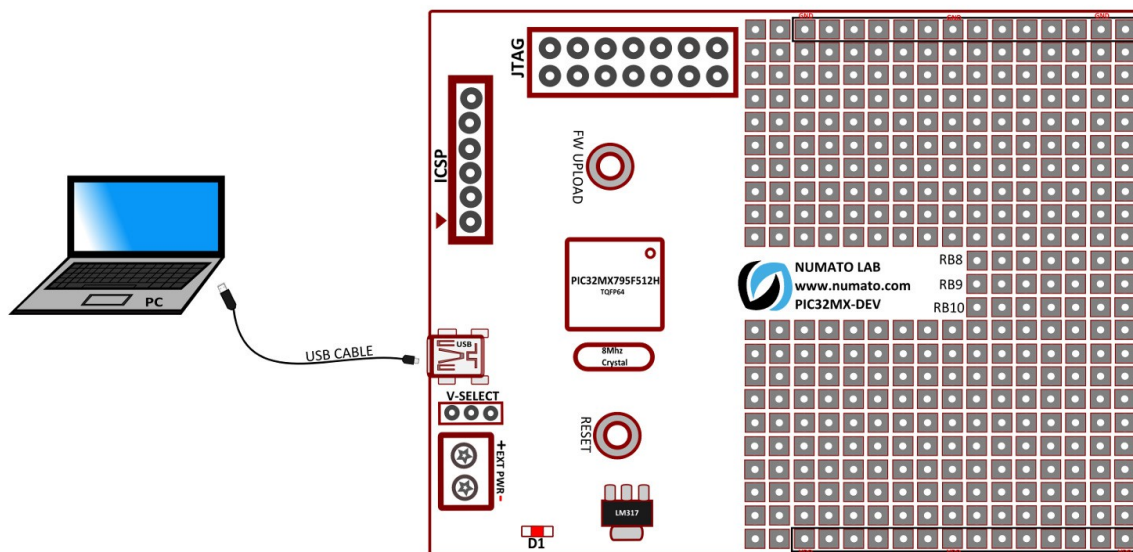 GND
GND
GND
JTAG
ICSP
FW UPLOAD
PIC32MX795F512H
TQFP64
RB8
RB9
RB10
NUMATO LAB
www.numato.com
PIC32MX-DEV
PC
USB CABLE
USB
8Mhz
Crystal
V-SELECT
RESET
+
EXT PWR
-
LM317
D1